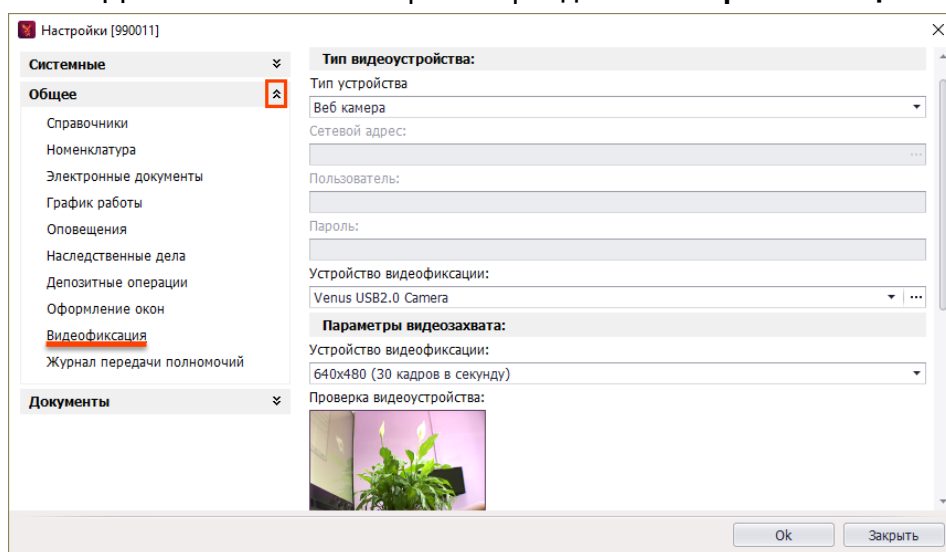 Настройки [990011]
Системные
Общее
Справочники
Номенклатура
Электронные документы
График работы
Оповещения
Наследственные дела
Депозитные операции
Оформление окон
Видеофиксация
Журнал передачи полномочий
Документы
Тип видеоустройства:
Тип устройства
Веб камера
Сетевой адрес:
Пользователь:
Пароль:
Устройство видеофиксации:
Venus USB2.0 Camera
Параметры видеозахвата:
Устройство видеофиксации:
640x480 (30 кадров в секунду)
Проверка видеоустройства:
Ok
Закрыть